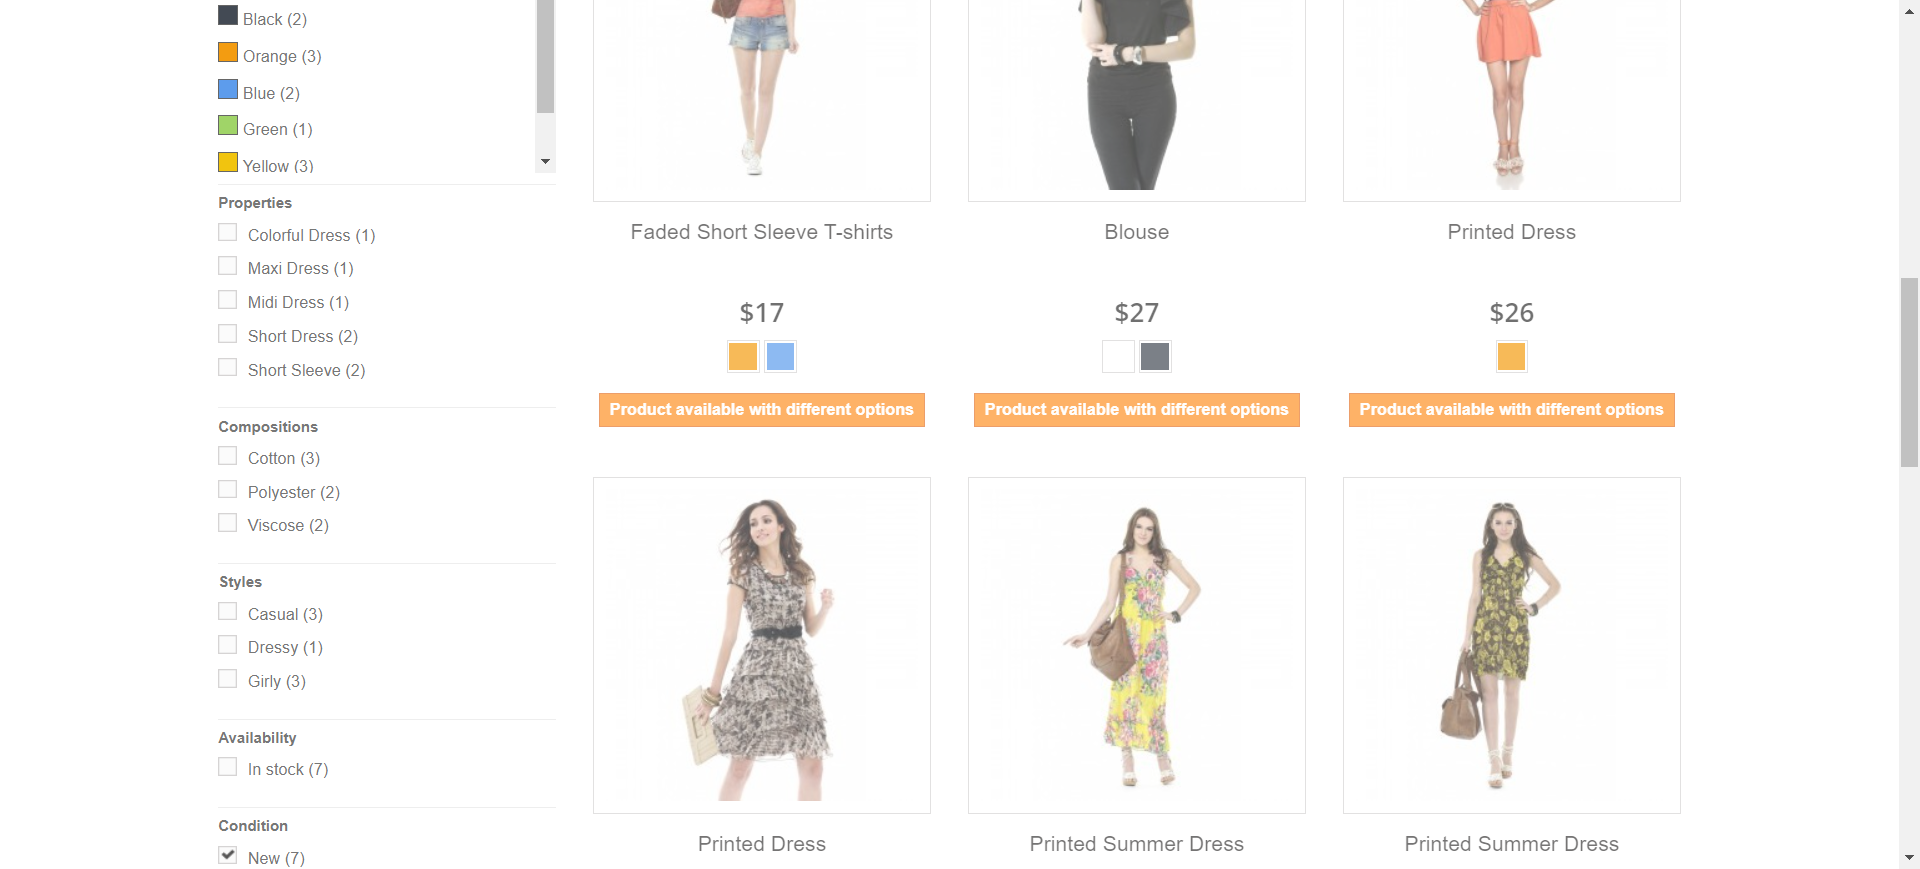 Black (2)
Orange (3)
Blue (2)
Green (1)
Yellow (3)
Properties
Colorful Dress (1)
Maxi Dress (1)
Midi Dress (1)
Short Dress (2)
Short Sleeve (2)
Compositions
Cotton (3)
Polyester (2)
Viscose (2)
Styles
Casual (3)
Dressy (1)
Girly (3)
Availability
In stock (7)
Condition
New (7)
Faded Short Sleeve T-shirts
$17
Product available with different options
Blouse
$27
Product available with different options
Printed Dress
$26
Product available with different options
Printed Dress
Printed Summer Dress
Printed Summer Dress